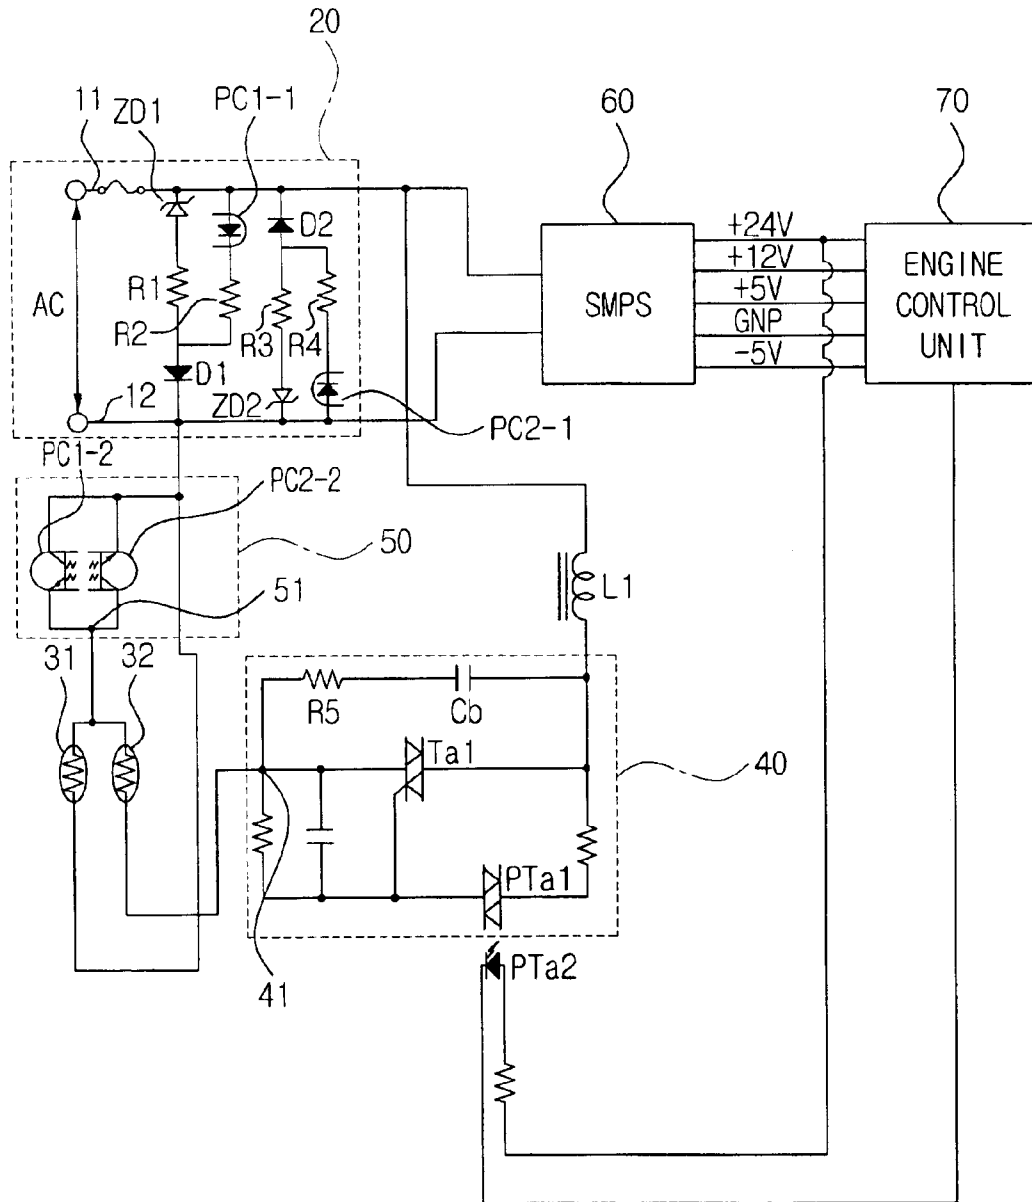 20
PC1-1
60
70
11
ZD1
+24V
+12V
+5V
GNP
-5V
ENGINE
CONTROL
UNIT
SMPS
D2
AC
R1
R2
R3
R4
D1
ZD2
12
PC2-1
PC1-2
PC2-2
50
51
L1
31
32
R5
Cb
Ta1
40
PTa1
41
PTa2